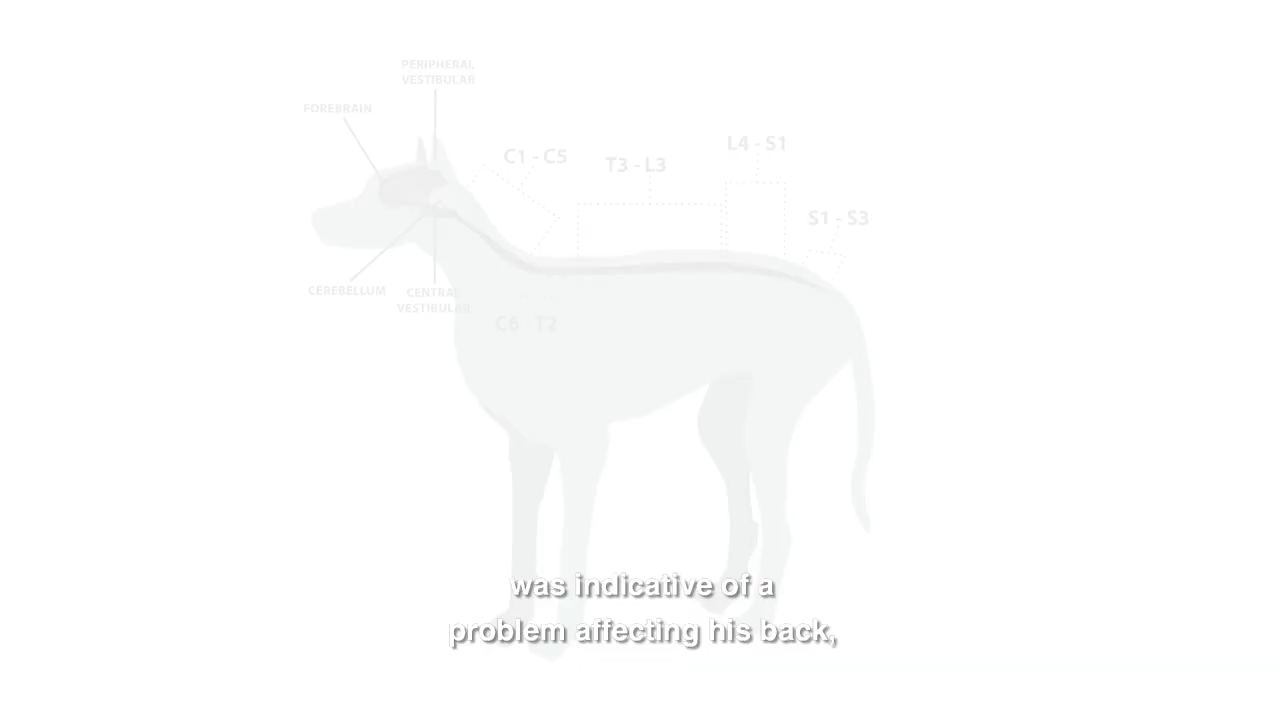 PERIPHERAL
VESTIBULAR
FOREBRAIN
C1 - C5
T3 - L3
L4 - S1
S1 - S3
CEREBELLUM
CENTRAL
VESTIBULAR
C6 - T2
was indicative of a
problem affecting his back,